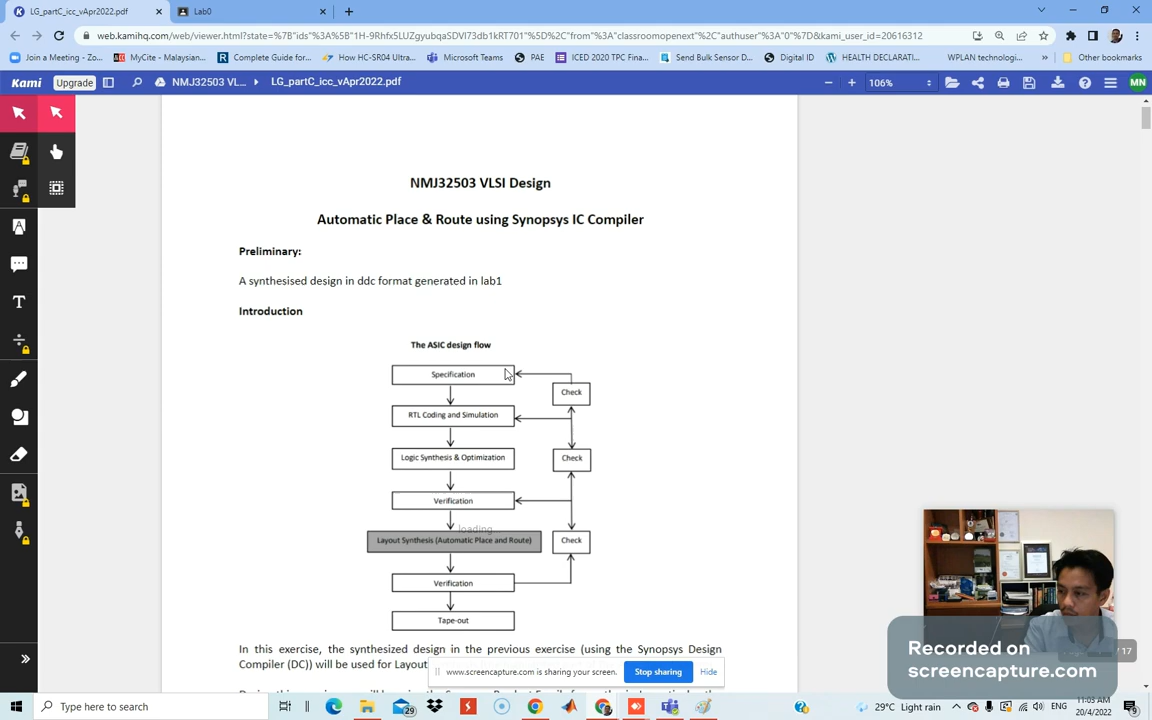 LG_partC_icc_vApr2022.pdf
Lab0
web.kamihq.com/web/viewer.html?state=%7B"ids"%3A%5B"1H-9Rhfx5LUZgyubqaSDVI73db1kRT701"%5D%2C"from"%3A"classroomopenext"%2C"authuser"%3A"0"%7D&kami_user_id=20616312
Join a Meeting - Zo...
MyCite - Malaysian...
Complete Guide for...
How HC-SR04 Ultra...
Microsoft Teams
PAE
ICED 2020 TPC Fina...
Send Bulk Sensor D...
Digital ID
HEALTH DECLARATI...
WPLAN technologi...
»
Other bookmarks
Kami
Upgrade
NMJ32503 VL...
LG_partC_icc_vApr2022.pdf
106%
MN
NMJ32503 VLSI Design
Automatic Place & Route using Synopsys IC Compiler
Preliminary:
A synthesised design in ddc format generated in lab1
Introduction
The ASIC design flow
Specification
Check
RTL Coding and Simulation
Logic Synthesis & Optimization
Check
Verification
loading
Layout Synthesis (Automatic Place and Route)
Check
Verification
Tape-out
In this exercise, the synthesized design in the previous exercise (using the Synopsys Design
Compiler (DC)) will be used for Layout
www.screencapture.com is sharing your screen.
Stop sharing
Hide
Recorded on
screencapture.com
/ 17
Type here to search
29
29°C Light rain
ENG
11:03 AM
20/4/2022
9